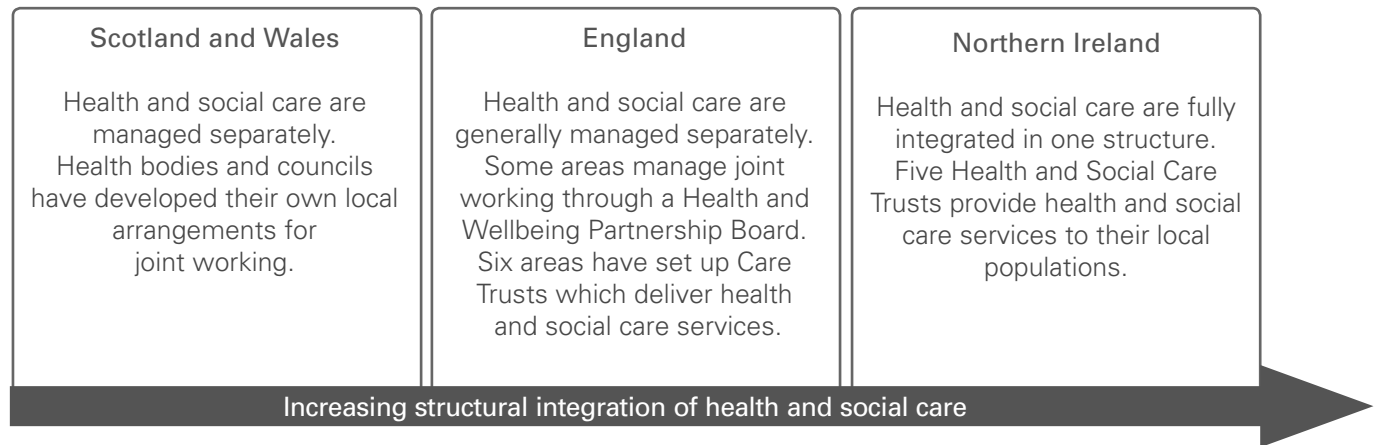 Scotland and Wales
Health and social care are
managed separately.
Health bodies and councils
have developed their own local
arrangements for
joint working.
England
Health and social care are
generally managed separately.
Some areas manage joint
working through a Health and
Wellbeing Partnership Board.
Six areas have set up Care
Trusts which deliver health
and social care services.
Northern Ireland
Health and social care are fully
integrated in one structure.
Five Health and Social Care
Trusts provide health and social
care services to their local
populations.
Increasing structural integration of health and social care